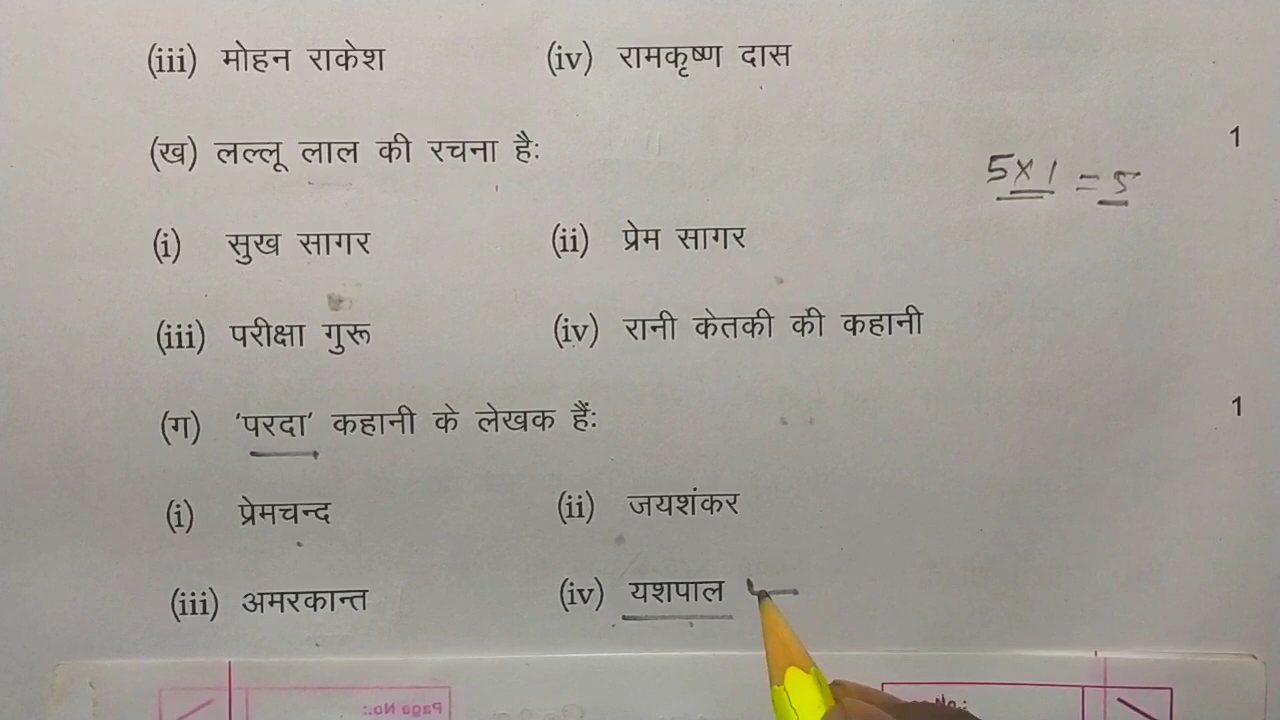 (iii) मोहन राकेश (iv) रामकृष्ण दास
(ख) लल्लू लाल की रचना है: 1
5×1 = 5
(i) सुख सागर (ii) प्रेम सागर
(iii) परीक्षा गुरू (iv) रानी केतकी की कहानी
(ग) 'परदा' कहानी के लेखक हैं: 1
(i) प्रेमचन्द (ii) जयशंकर
(iii) अमरकान्त (iv) यशपाल
Page No.: No.: